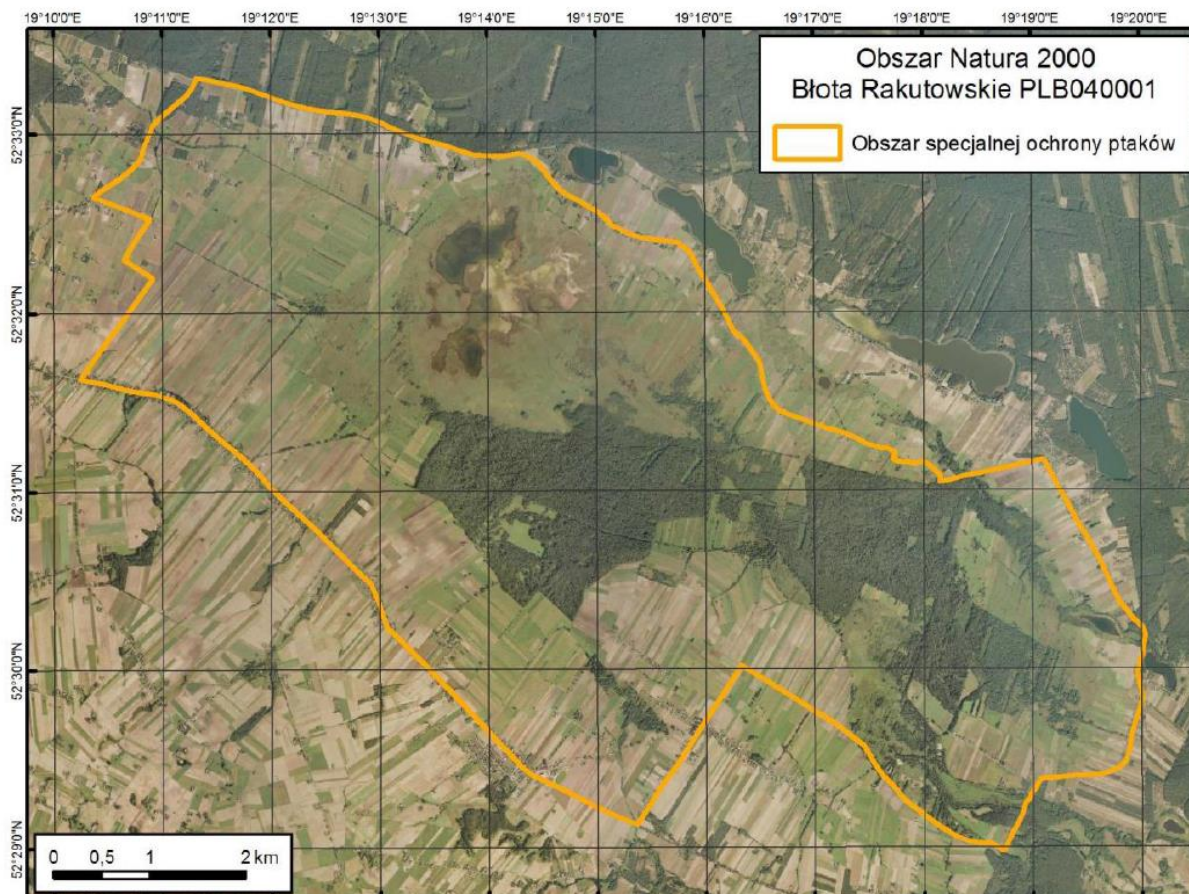 19°10'0"E 19°11'0"E 19°12'0"E 19°13'0"E 19°14'0"E 19°15'0"E 19°16'0"E 19°17'0"E 19°18'0"E 19°19'0"E 19°20'0"E
Obszar Natura 2000
Błota Rakutowskie PLB040001
Obszar specjalnej ochrony ptaków
52°33'0"N
52°32'0"N
52°31'0"N
52°30'0"N
52°29'0"N
0 0,5 1 2 km